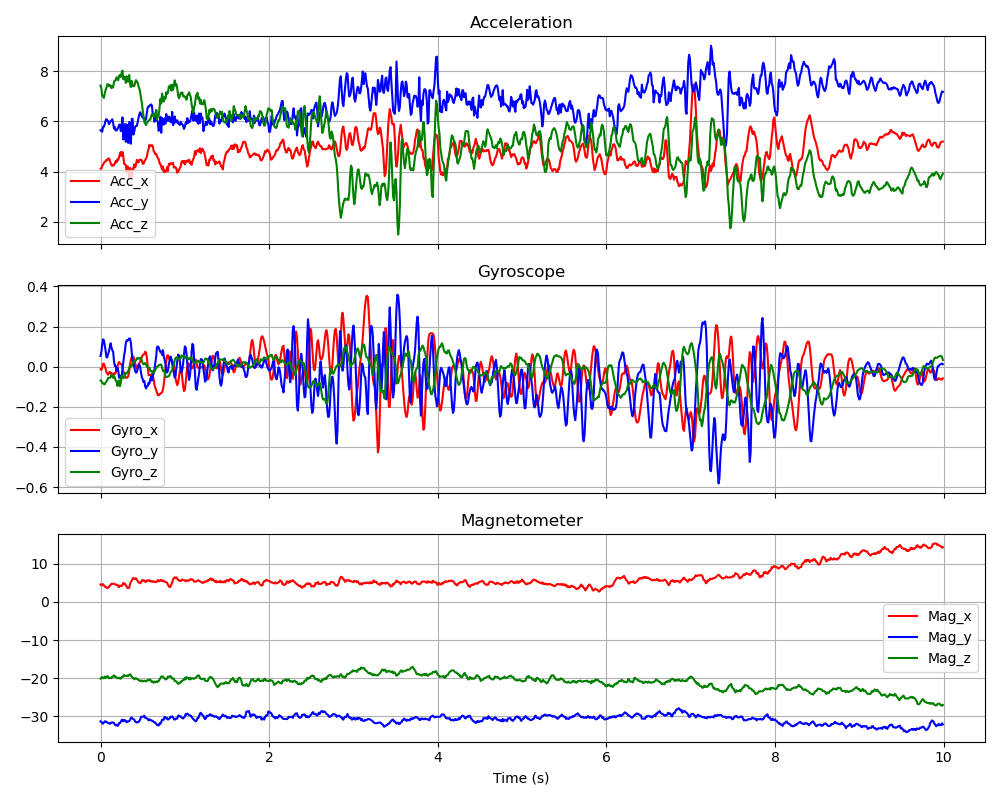 Acceleration
8
6
4
2
Acc_x
Acc_y
Acc_z
Gyroscope
0.4
0.2
0.0
−0.2
−0.4
−0.6
Gyro_x
Gyro_y
Gyro_z
Magnetometer
10
0
−10
−20
−30
Mag_x
Mag_y
Mag_z
0 2 4 6 8 10
Time (s)